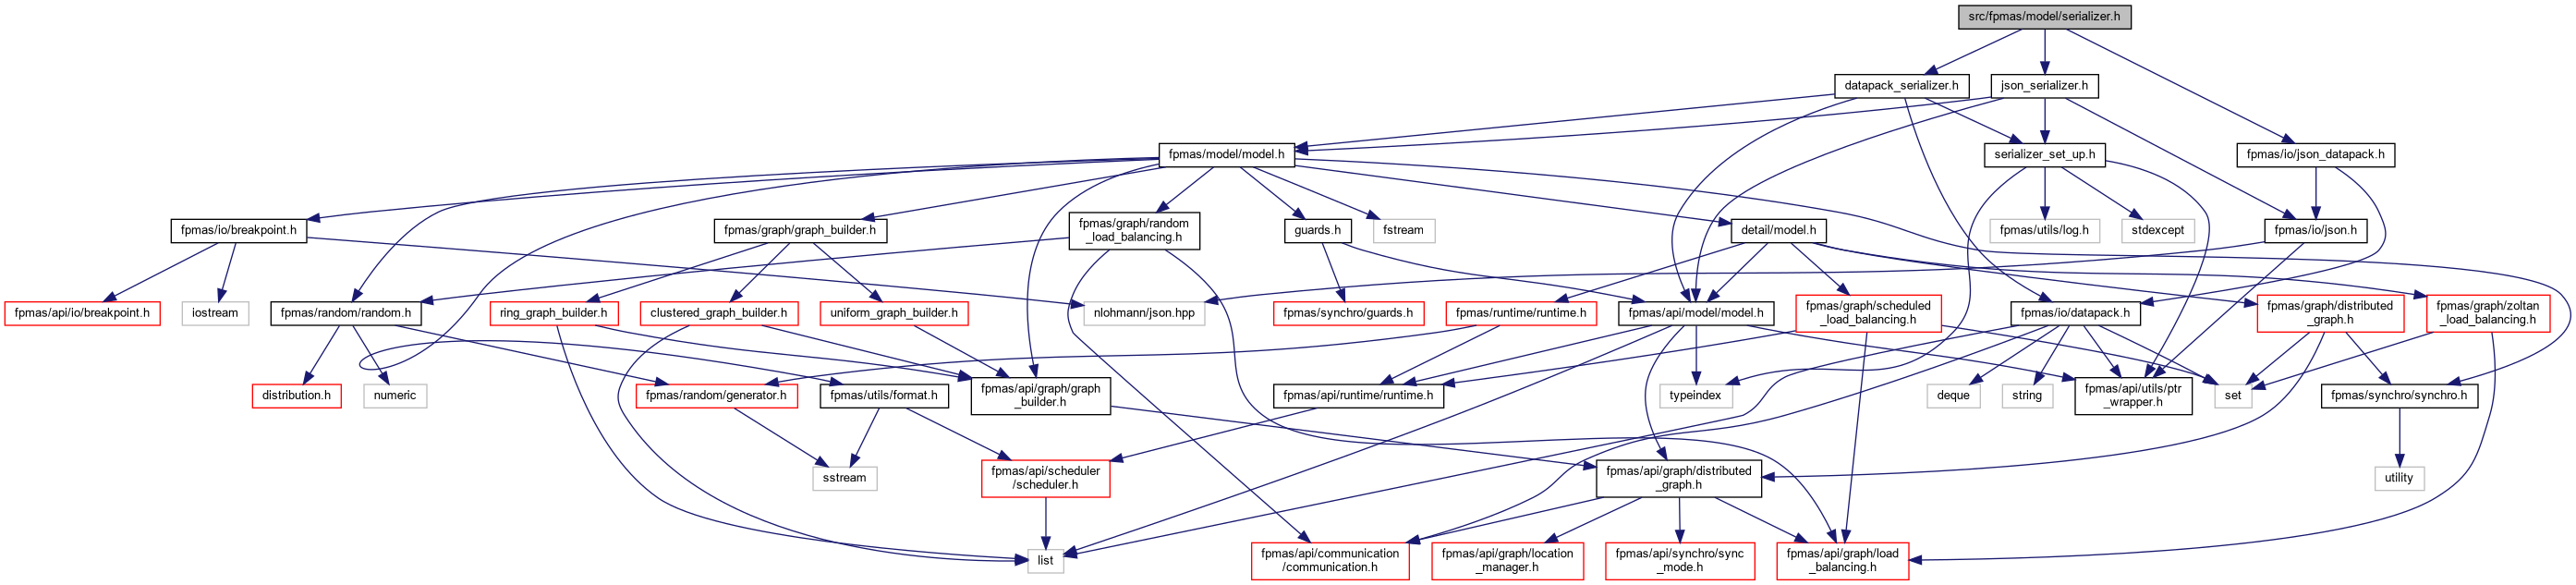 src/fpmas/model/serializer.h
datapack_serializer.h
json_serializer.h
fpmas/model/model.h
serializer_set_up.h
fpmas/io/json_datapack.h
fpmas/io/breakpoint.h
fpmas/graph/graph_builder.h
fpmas/graph/random
_load_balancing.h
guards.h
fstream
detail/model.h
fpmas/utils/log.h
stdexcept
fpmas/io/json.h
fpmas/api/io/breakpoint.h
iostream
fpmas/random/random.h
ring_graph_builder.h
clustered_graph_builder.h
uniform_graph_builder.h
nlohmann/json.hpp
fpmas/synchro/guards.h
fpmas/runtime/runtime.h
fpmas/api/model/model.h
fpmas/graph/scheduled
_load_balancing.h
fpmas/io/datapack.h
fpmas/graph/distributed
_graph.h
fpmas/graph/zoltan
_load_balancing.h
distribution.h
numeric
fpmas/random/generator.h
fpmas/utils/format.h
fpmas/api/graph/graph
_builder.h
fpmas/api/runtime/runtime.h
typeindex
deque
string
fpmas/api/utils/ptr
_wrapper.h
set
fpmas/synchro/synchro.h
sstream
fpmas/api/scheduler
/scheduler.h
fpmas/api/graph/distributed
_graph.h
utility
list
fpmas/api/communication
/communication.h
fpmas/api/graph/location
_manager.h
fpmas/api/synchro/sync
_mode.h
fpmas/api/graph/load
_balancing.h